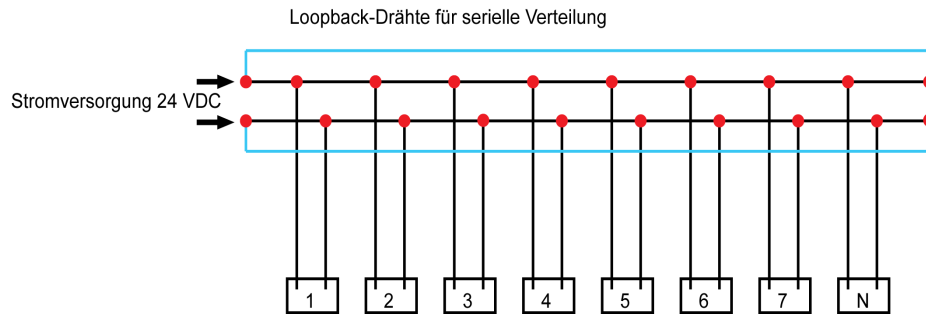 Loopback-Drähte für serielle Verteilung
Stromversorgung 24 VDC
1 2 3 4 5 6 7 N